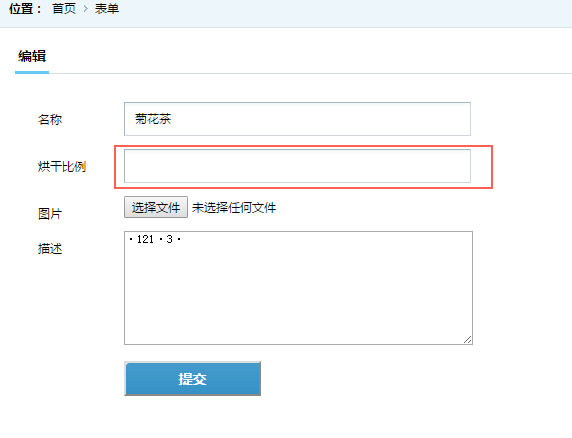 位置： 首页 > 表单
编辑
名称 菊花茶
烘干比例
图片 选择文件 未选择任何文件
描述 ·121·3·
提交